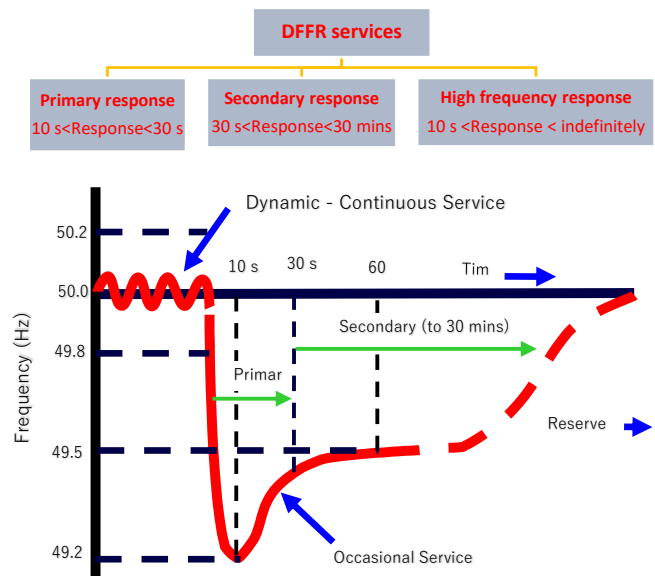 DFFR services
Primary response
10 s<Response<30 s
Secondary response
30 s<Response<30 mins
High frequency response
10 s <Response < indefinitely
Dynamic - Continuous Service
50.2
10 s
30 s
60
Tim
50.0
Secondary (to 30 mins)
49.8
Primar
Frequency (Hz)
Reserve
49.5
49.2
Occasional Service